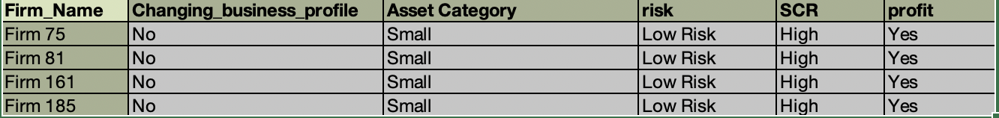 Firm_Name Changing_business_profile Asset Category risk SCR profit
Firm 75 No Small Low Risk High Yes
Firm 81 No Small Low Risk High Yes
Firm 161 No Small Low Risk High Yes
Firm 185 No Small Low Risk High Yes